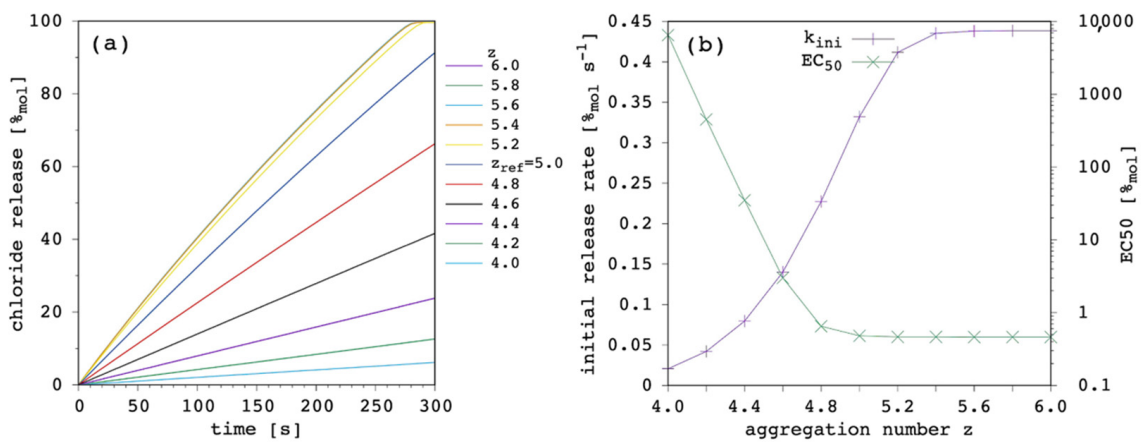 (a)
chloride release [%mol]
100
80
60
40
20
0
0 50 100 150 200 250 300
time [s]
z
6.0
5.8
5.6
5.4
5.2
zref=5.0
4.8
4.6
4.4
4.2
4.0
(b)
kini
EC50
initial release rate [%mol s-1]
0.45
0.4
0.35
0.3
0.25
0.2
0.15
0.1
0.05
0
4.0 4.4 4.8 5.2 5.6 6.0
aggregation number z
10,000
1000
100
10
1
0.1
EC50 [%mol]